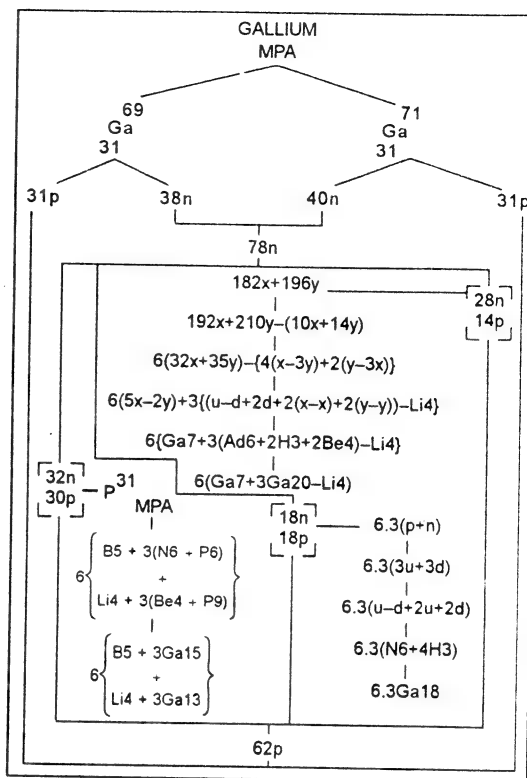 GALLIUM
MPA
69 71
Ga Ga
31 31
31p 38n 40n 31p
78n
182x+196y
28n
14p
192x+210y–(10x+14y)
6(32x+35y)–{4(x–3y)+2(y–3x)}
6(5x–2y)+3{(u–d+2d+2(x–x)+2(y–y))–Li4}
6{Ga7+3(Ad6+2H3+2Be4)–Li4}
32n
30p
P31
6(Ga7+3Ga20–Li4)
MPA
18n
18p
6.3(p+n)
B5 + 3(N6 + P6)
6 +
Li4 + 3(Be4 + P9)
6.3(3u+3d)
6.3(u–d+2u+2d)
6.3(N6+4H3)
B5 + 3Ga15
6 +
Li4 + 3Ga13
6.3Ga18
62p